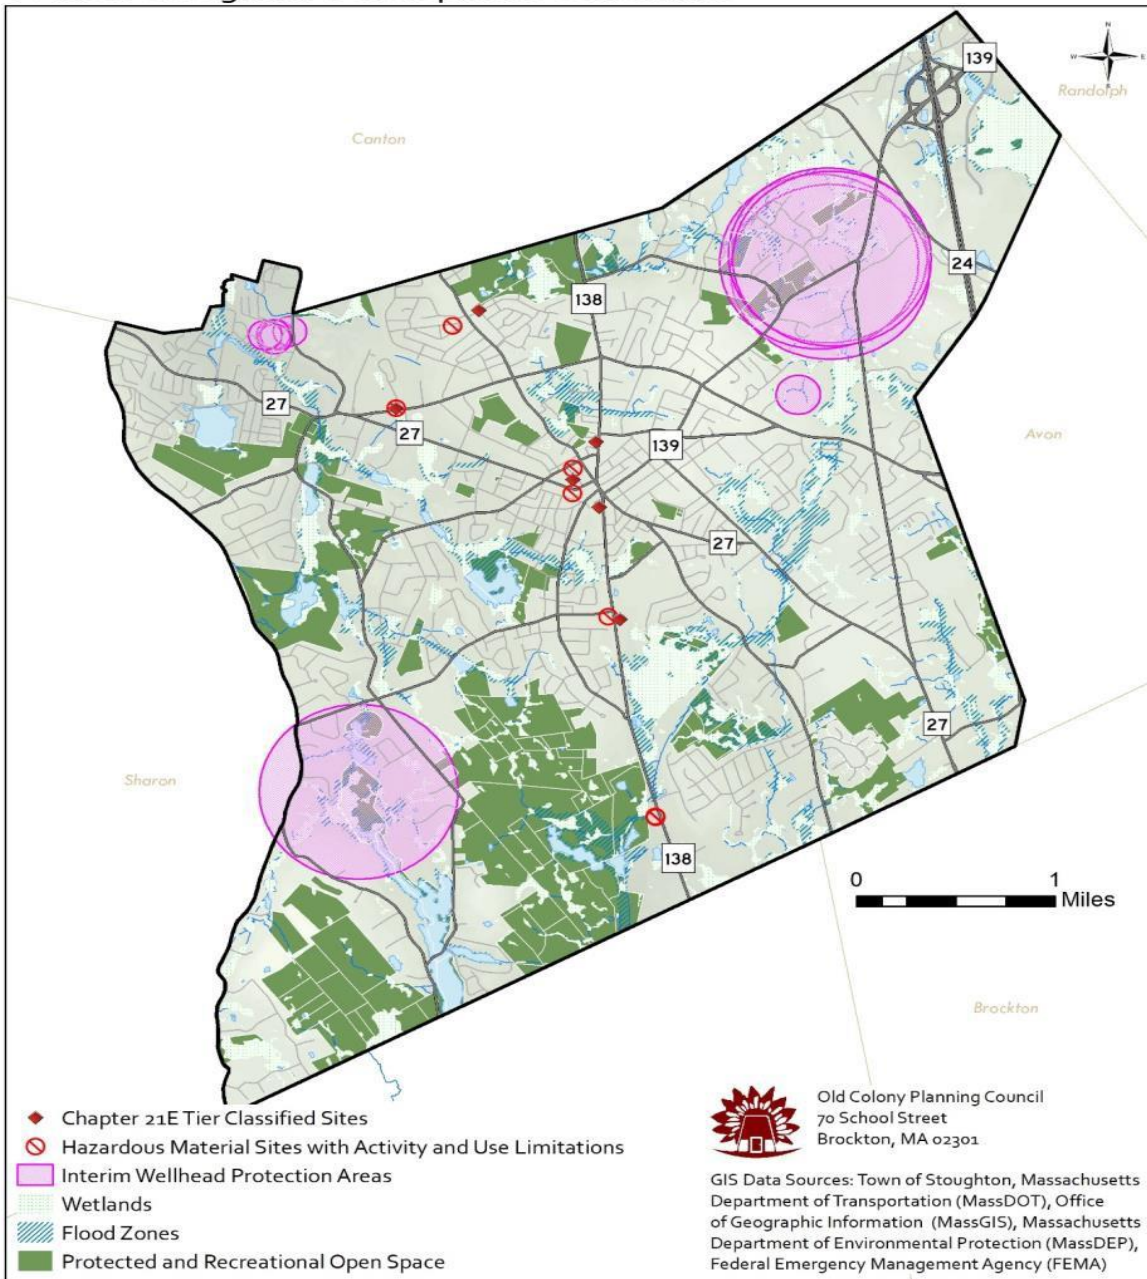 139
N
W
E
Randolph
Canton
24
138
27
27
139
Avon
27
27
Sharon
138
0 1
Miles
Brockton
Chapter 21E Tier Classified Sites
Hazardous Material Sites with Activity and Use Limitations
Interim Wellhead Protection Areas
Wetlands
Flood Zones
Protected and Recreational Open Space
Old Colony Planning Council
70 School Street
Brockton, MA 02301
GIS Data Sources: Town of Stoughton, Massachusetts
Department of Transportation (MassDOT), Office
of Geographic Information (MassGIS), Massachusetts
Department of Environmental Protection (MassDEP),
Federal Emergency Management Agency (FEMA)